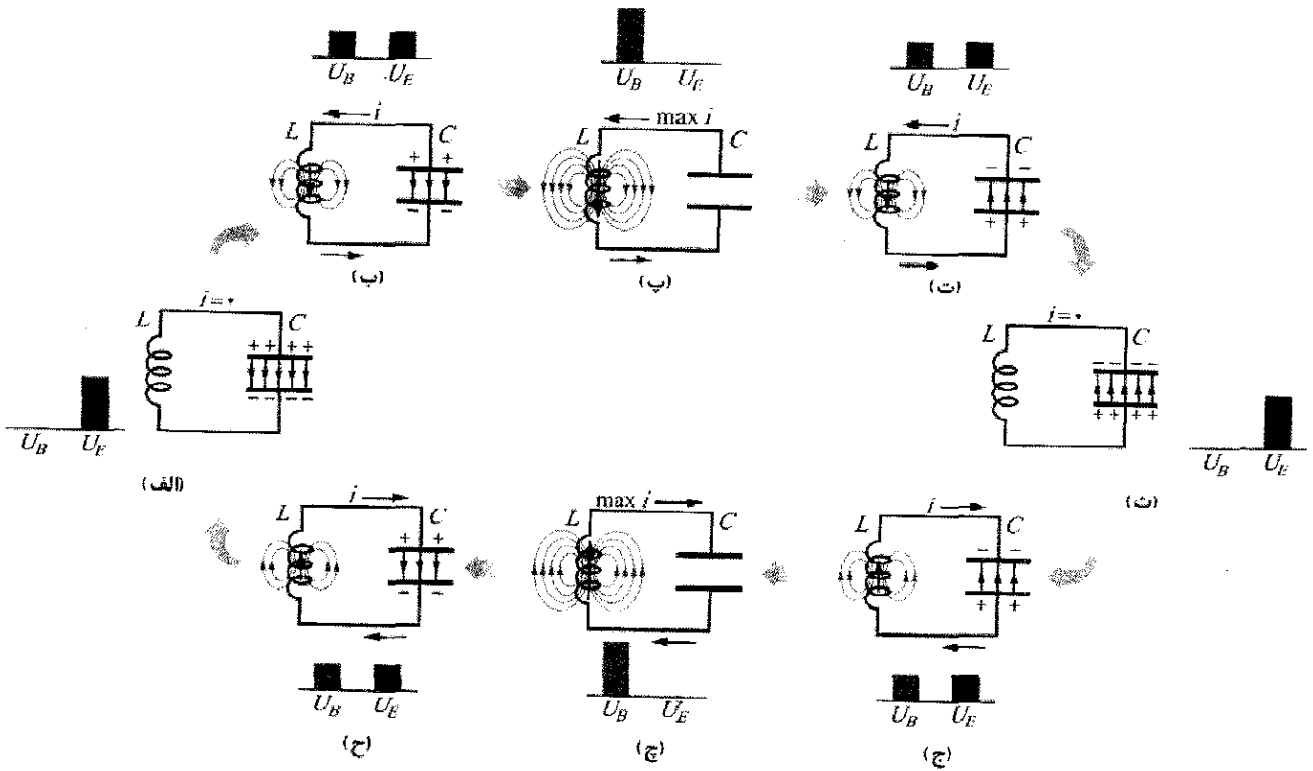 U_B U_E
U_B U_E
U_B U_E
i
L C
+ +
- -
(ب)
max i
L C
(پ)
i
L C
- -
+ +
(ت)
i = ۰
L C
+ + + +
- - - -
U_B U_E
(الف)
i = ۰
L C
- - - -
+ + + +
U_B U_E
(ث)
i
L C
+ +
- -
U_B U_E
(ح)
max i
L C
U_B U_E
(چ)
i
L C
- -
+ +
U_B U_E
(ج)